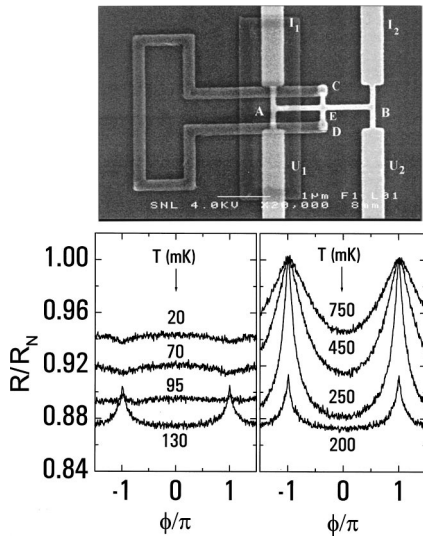 I1 I2
C
A B
E
D
U1 U2
1µm
SNL 4.0KV X20,000 8mm
T (mK) T (mK)
1.00
20 750
0.96
70 450
R/RN
0.92
95 250
0.88
130 200
0.84
-1 0 1 -1 0 1
ϕ/π ϕ/π